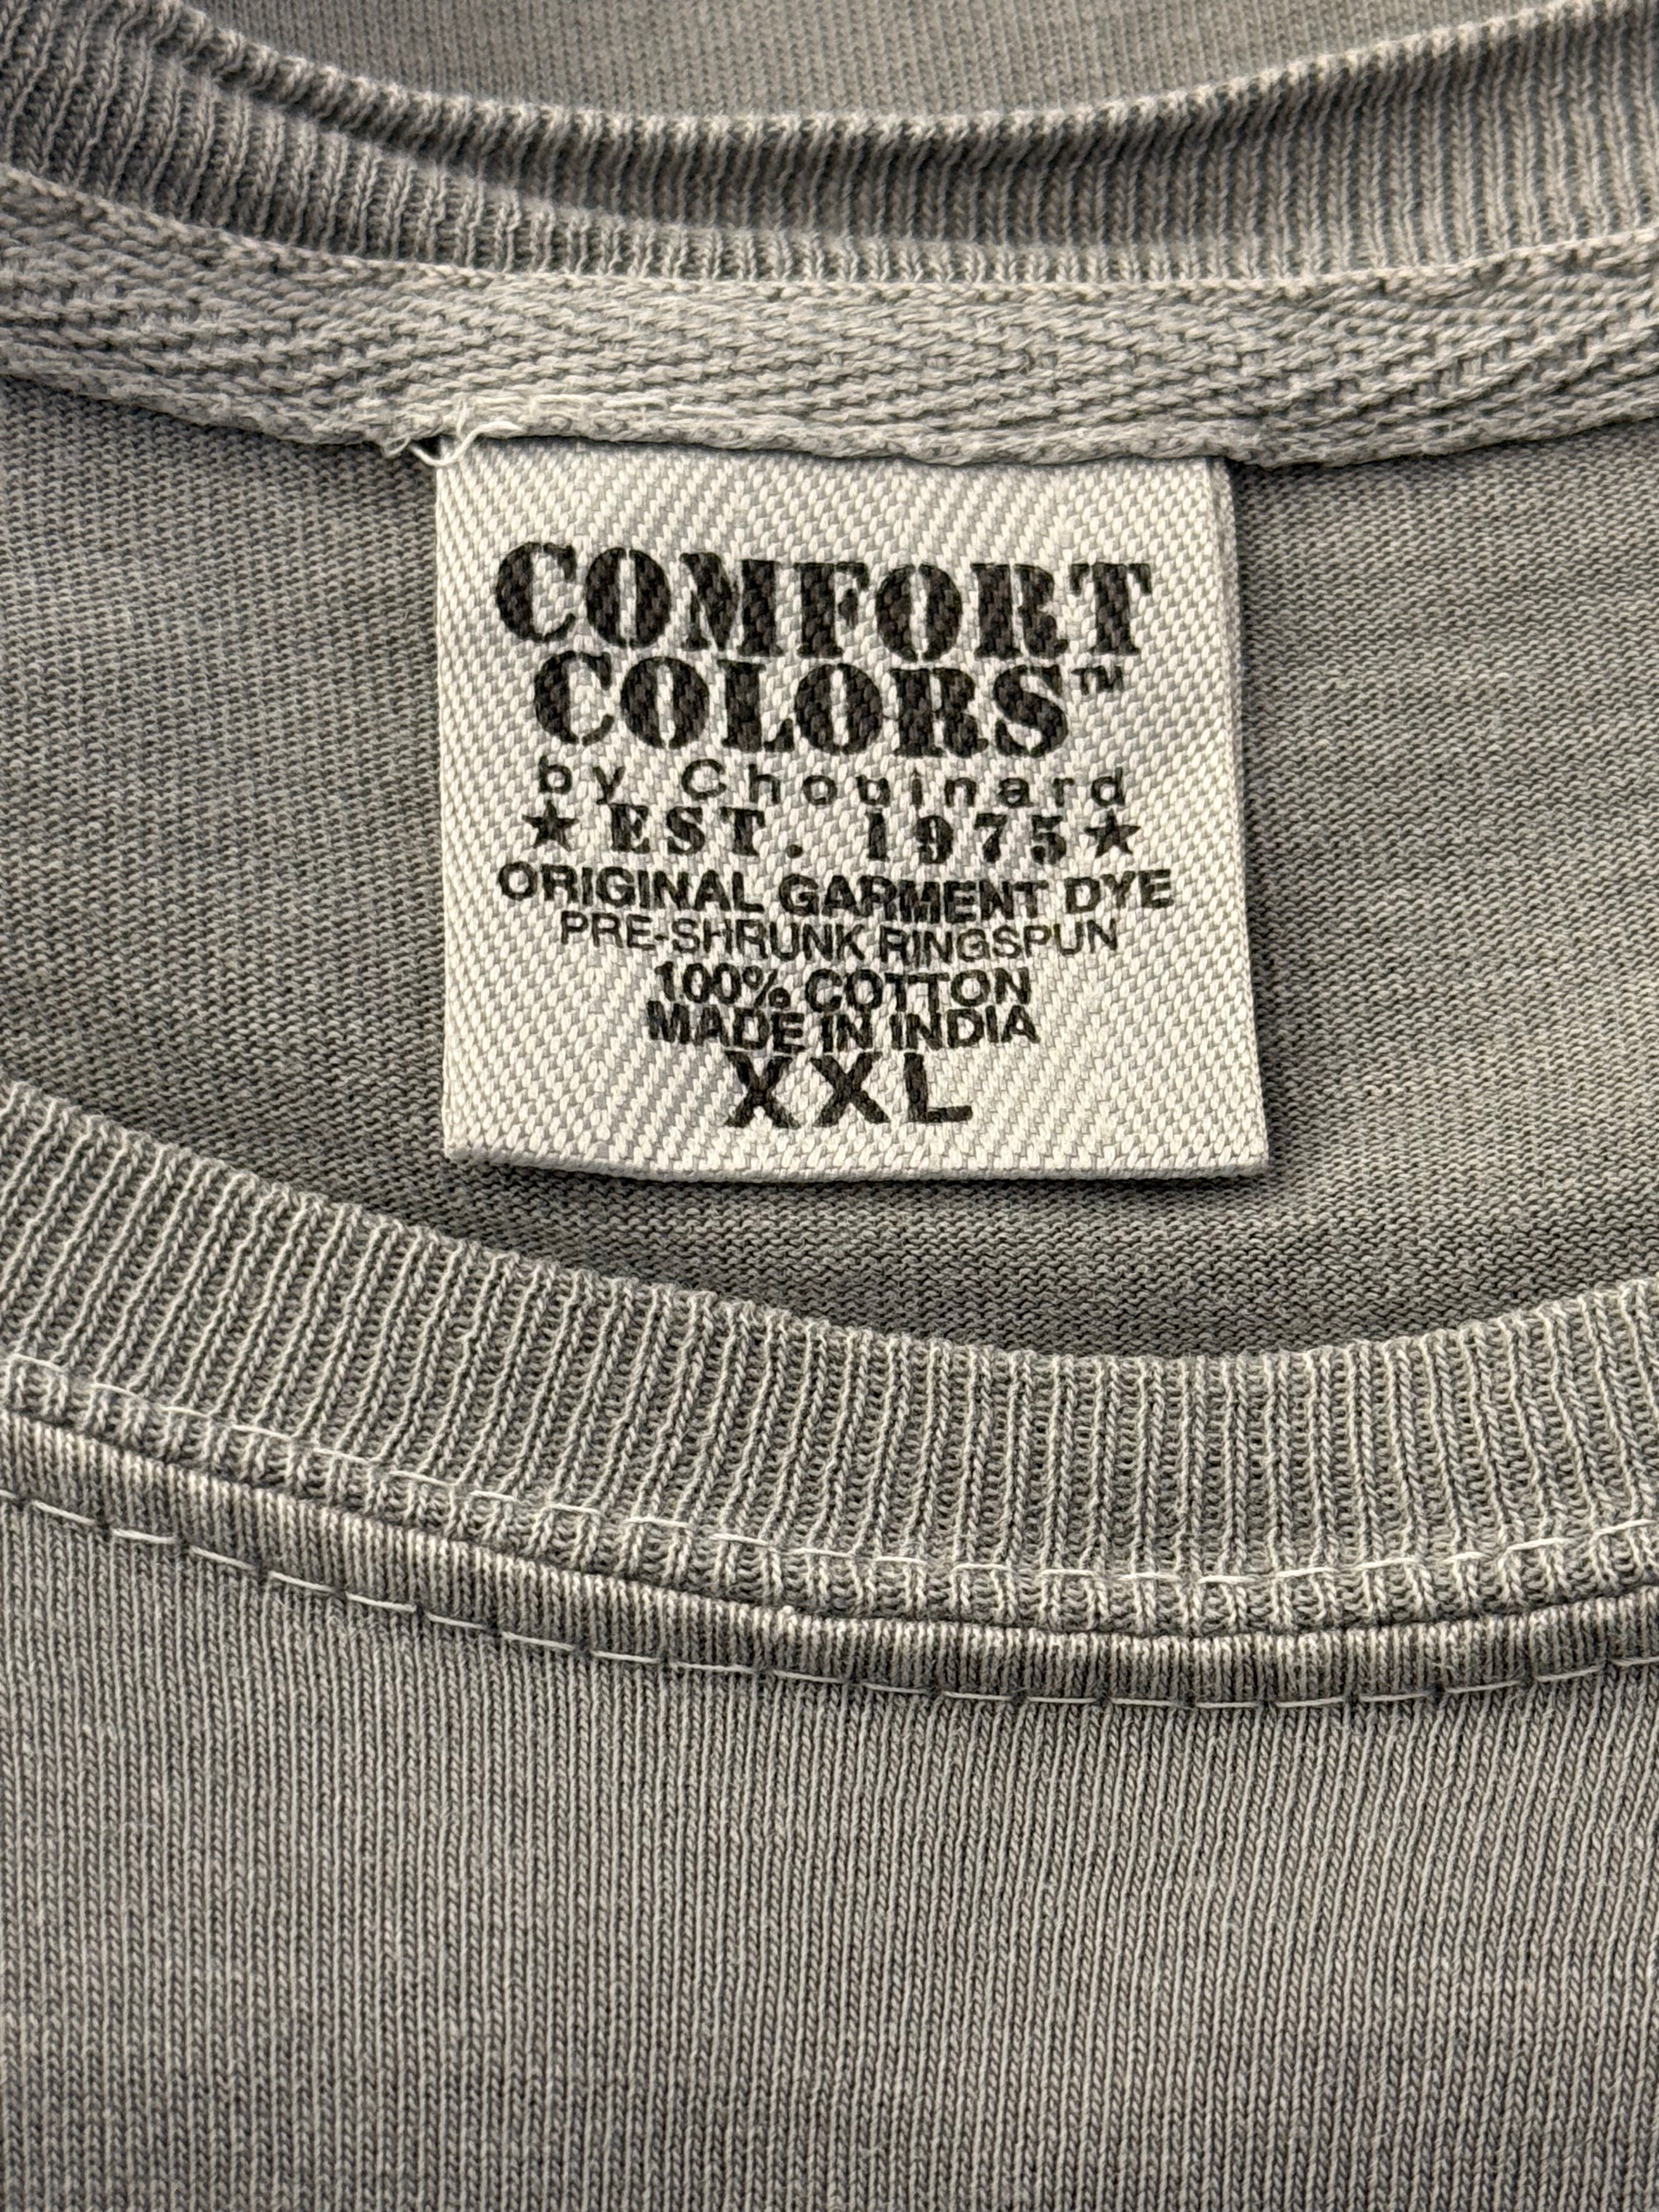 COMFORT
COLORS™
by Chouinard
★ EST. 1975 ★
ORIGINAL GARMENT DYE
PRE-SHRUNK RINGSPUN
100% COTTON
MADE IN INDIA
XXL